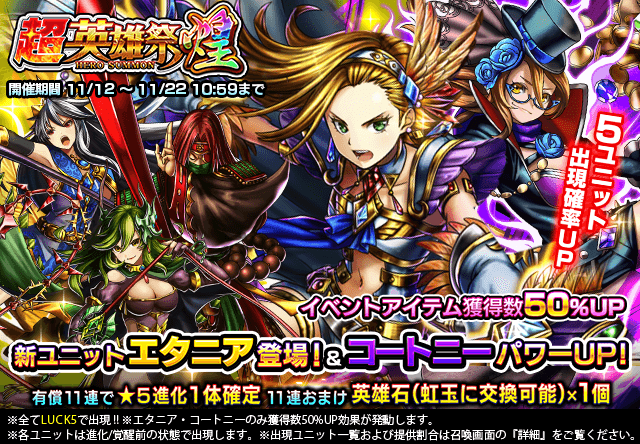 超英雄祭煌
HERO SUMMON
開催期間 11/12 ～ 11/22 10:59まで
5ユニット
出現確率UP
イベントアイテム獲得数50%UP
新ユニットエタニア登場!&コートニーパワーUP!
有償11連で ★5進化1体確定 11連おまけ 英雄石(虹玉に交換可能)×1個
※全てLUCK5で出現!!※エタニア・コートニーのみ獲得数50%UP効果が発動します。
※各ユニットは進化/覚醒前の状態で出現します。※出現ユニット一覧および提供割合は召喚画面の『詳細』をご覧ください。